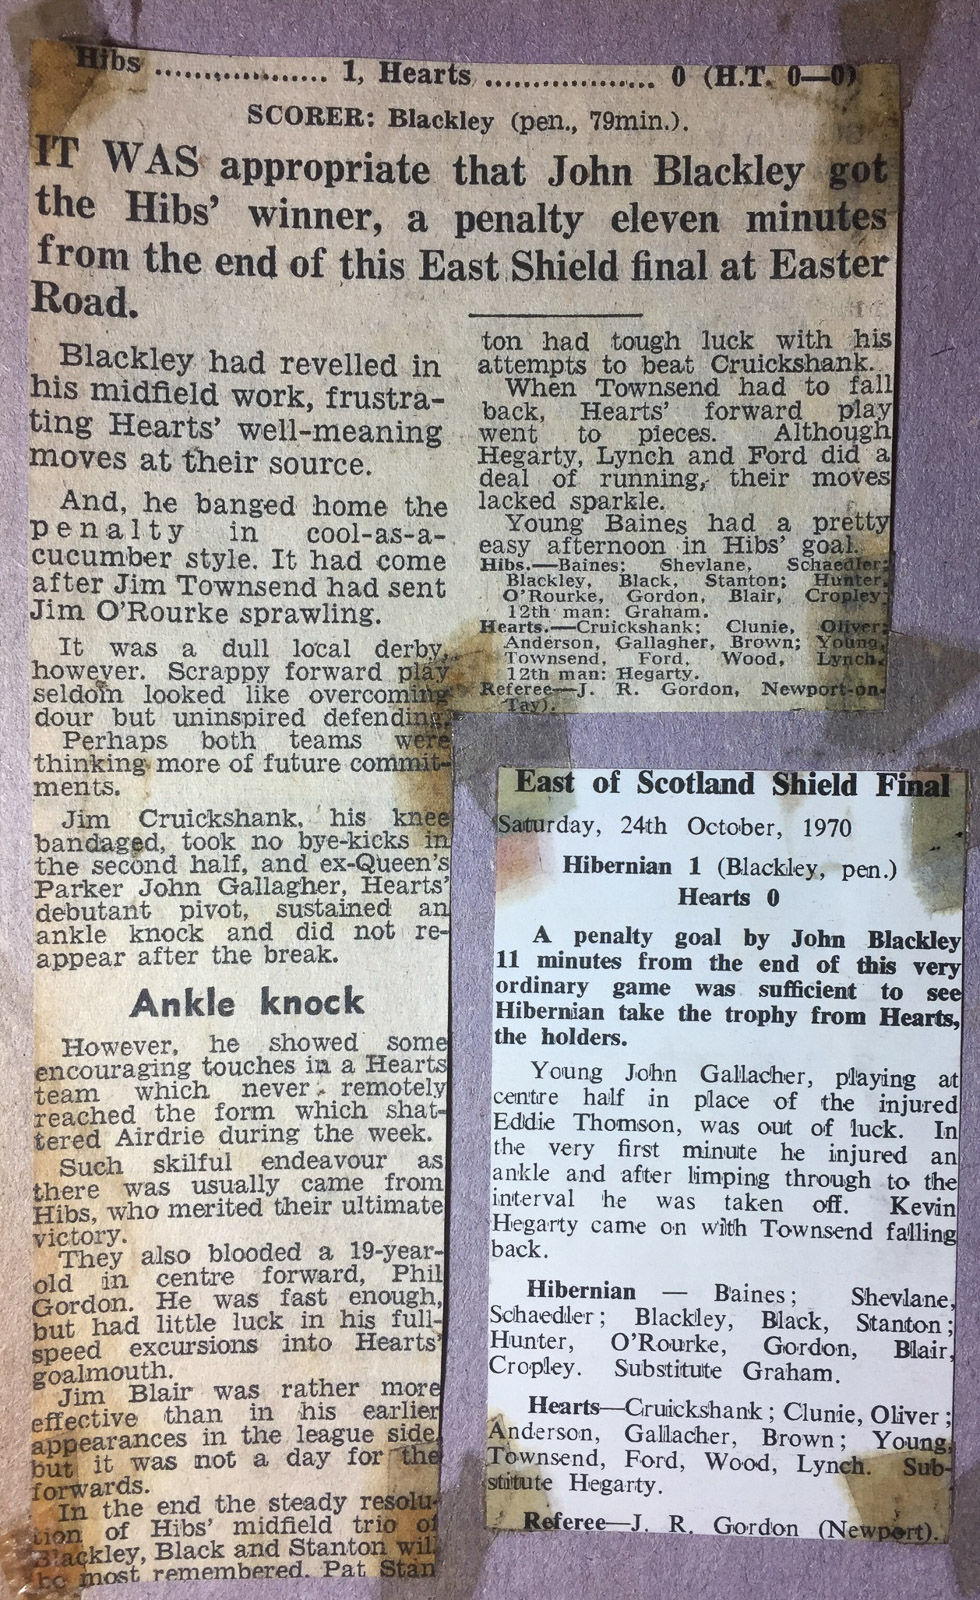 Hibs .................. 1, Hearts .................. 0 (H.T. 0—0)
SCORER: Blackley (pen., 79min.).
IT WAS appropriate that John Blackley got
the Hibs' winner, a penalty eleven minutes
from the end of this East Shield final at Easter
Road.
Blackley had revelled in
his midfield work, frustra-
ting Hearts' well-meaning
moves at their source.
And, he banged home the
penalty in cool-as-a-
cucumber style. It had come
after Jim Townsend had sent
Jim O'Rourke sprawling.
It was a dull local derby,
however. Scrappy forward play
seldom looked like overcoming
dour but uninspired defending.
Perhaps both teams were
thinking more of future commit-
ments.
Jim Cruickshank, his knee
bandaged, took no bye-kicks in
the second half, and ex-Queen's
Parker John Gallagher, Hearts'
debutant pivot, sustained an
ankle knock and did not re-
appear after the break.
Ankle knock
However, he showed some
encouraging touches in a Hearts
team which never remotely
reached the form which shat-
tered Airdrie during the week.
Such skilful endeavour as
there was usually came from
Hibs, who merited their ultimate
victory.
They also blooded a 19-year-
old in centre forward, Phil
Gordon. He was fast enough,
but had little luck in his full-
speed excursions into Hearts'
goalmouth.
Jim Blair was rather more
effective than in his earlier
appearances in the league side,
but it was not a day for the
forwards.
In the end the steady resolu-
tion of Hibs' midfield trio of
Blackley, Black and Stanton will
be most remembered. Pat Stan
ton had tough luck with his
attempts to beat Cruickshank.
When Townsend had to fall
back, Hearts' forward play
went to pieces. Although
Hegarty, Lynch and Ford did a
deal of running, their moves
lacked sparkle.
Young Baines had a pretty
easy afternoon in Hibs' goal.
Hibs.—Baines; Shevlane, Schaedler;
Blackley, Black, Stanton; Hunter,
O'Rourke, Gordon, Blair, Cropley;
12th man: Graham.
Hearts.—Cruickshank; Clunie, Oliver;
Anderson, Gallagher, Brown; Young,
Townsend, Ford, Wood, Lynch.
12th man: Hegarty.
Referee—J. R. Gordon, Newport-on-
Tay).
East of Scotland Shield Final
Saturday, 24th October, 1970
Hibernian 1 (Blackley, pen.)
Hearts 0
A penalty goal by John Blackley
11 minutes from the end of this very
ordinary game was sufficient to see
Hibernian take the trophy from Hearts,
the holders.
Young John Gallacher, playing at
centre half in place of the injured
Eddie Thomson, was out of luck. In
the very first minute he injured an
ankle and after limping through to the
interval he was taken off. Kevin
Hegarty came on with Townsend falling
back.
Hibernian — Baines; Shevlane,
Schaedler; Blackley, Black, Stanton;
Hunter, O'Rourke, Gordon, Blair,
Cropley. Substitute Graham.
Hearts—Cruickshank; Clunie, Oliver;
Anderson, Gallacher, Brown; Young,
Townsend, Ford, Wood, Lynch. Sub-
stitute Hegarty.
Referee—J. R. Gordon (Newport).